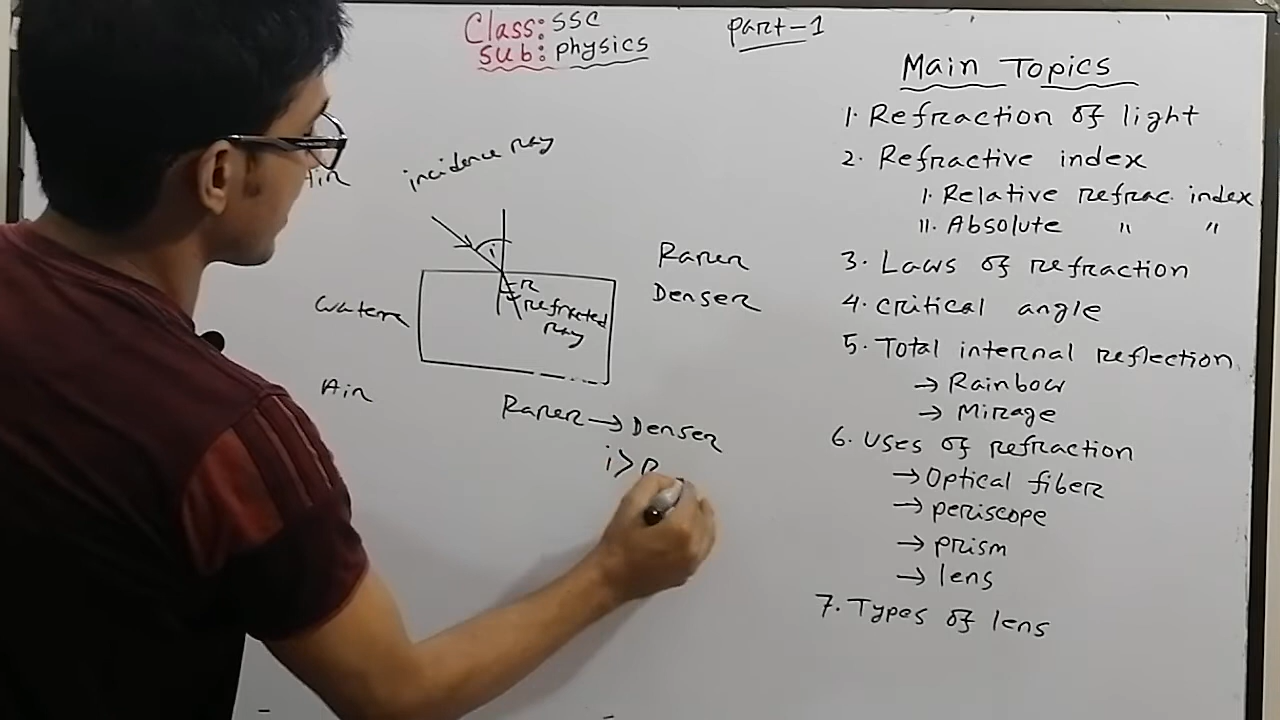 Class: SSC
Sub: physics
part-1
incidence ray
Air
i
R
refracted
ray
Water
Air
Rarer
Denser
Rarer → Denser
i > R
Main Topics
1. Refraction of light
2. Refractive index
1. Relative refrac. index
11. Absolute " "
3. Laws of refraction
4. Critical angle
5. Total internal reflection
→ Rainbow
→ Mirage
6. Uses of refraction
→ Optical fiber
→ periscope
→ prism
→ lens
7. Types of lens